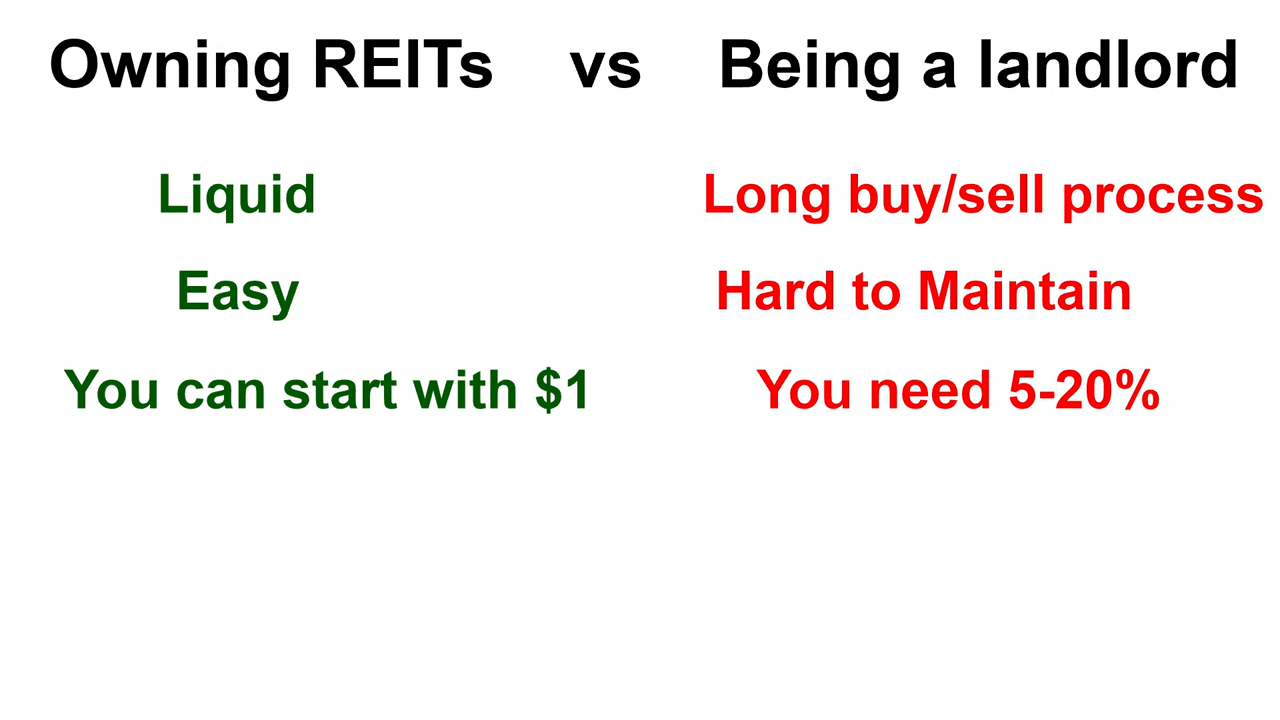 Owning REITs vs Being a landlord
Liquid Long buy/sell process
Easy Hard to Maintain
You can start with $1 You need 5-20%